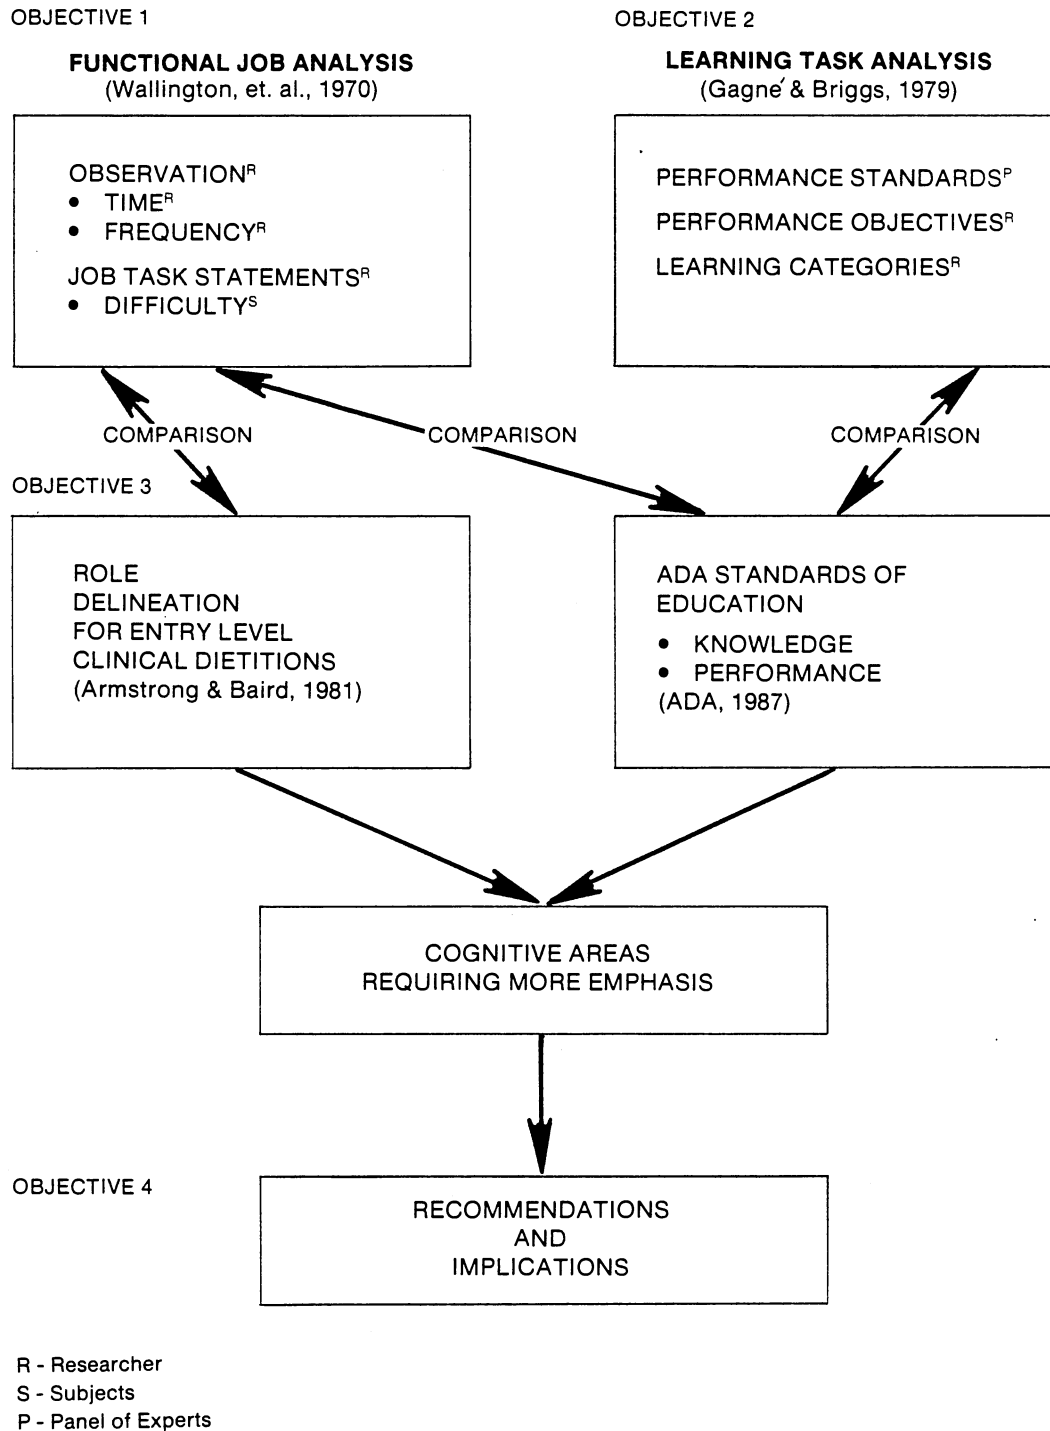 OBJECTIVE 1
FUNCTIONAL JOB ANALYSIS
(Wallington, et. al., 1970)
OBSERVATIONᴿ
• TIMEᴿ
• FREQUENCYᴿ
JOB TASK STATEMENTSᴿ
• DIFFICULTYˢ
OBJECTIVE 2
LEARNING TASK ANALYSIS
(Gagné & Briggs, 1979)
PERFORMANCE STANDARDSᴾ
PERFORMANCE OBJECTIVESᴿ
LEARNING CATEGORIESᴿ
COMPARISON
COMPARISON
COMPARISON
OBJECTIVE 3
ROLE
DELINEATION
FOR ENTRY LEVEL
CLINICAL DIETITIONS
(Armstrong & Baird, 1981)
ADA STANDARDS OF
EDUCATION
• KNOWLEDGE
• PERFORMANCE
(ADA, 1987)
COGNITIVE AREAS
REQUIRING MORE EMPHASIS
OBJECTIVE 4
RECOMMENDATIONS
AND
IMPLICATIONS
R - Researcher
S - Subjects
P - Panel of Experts